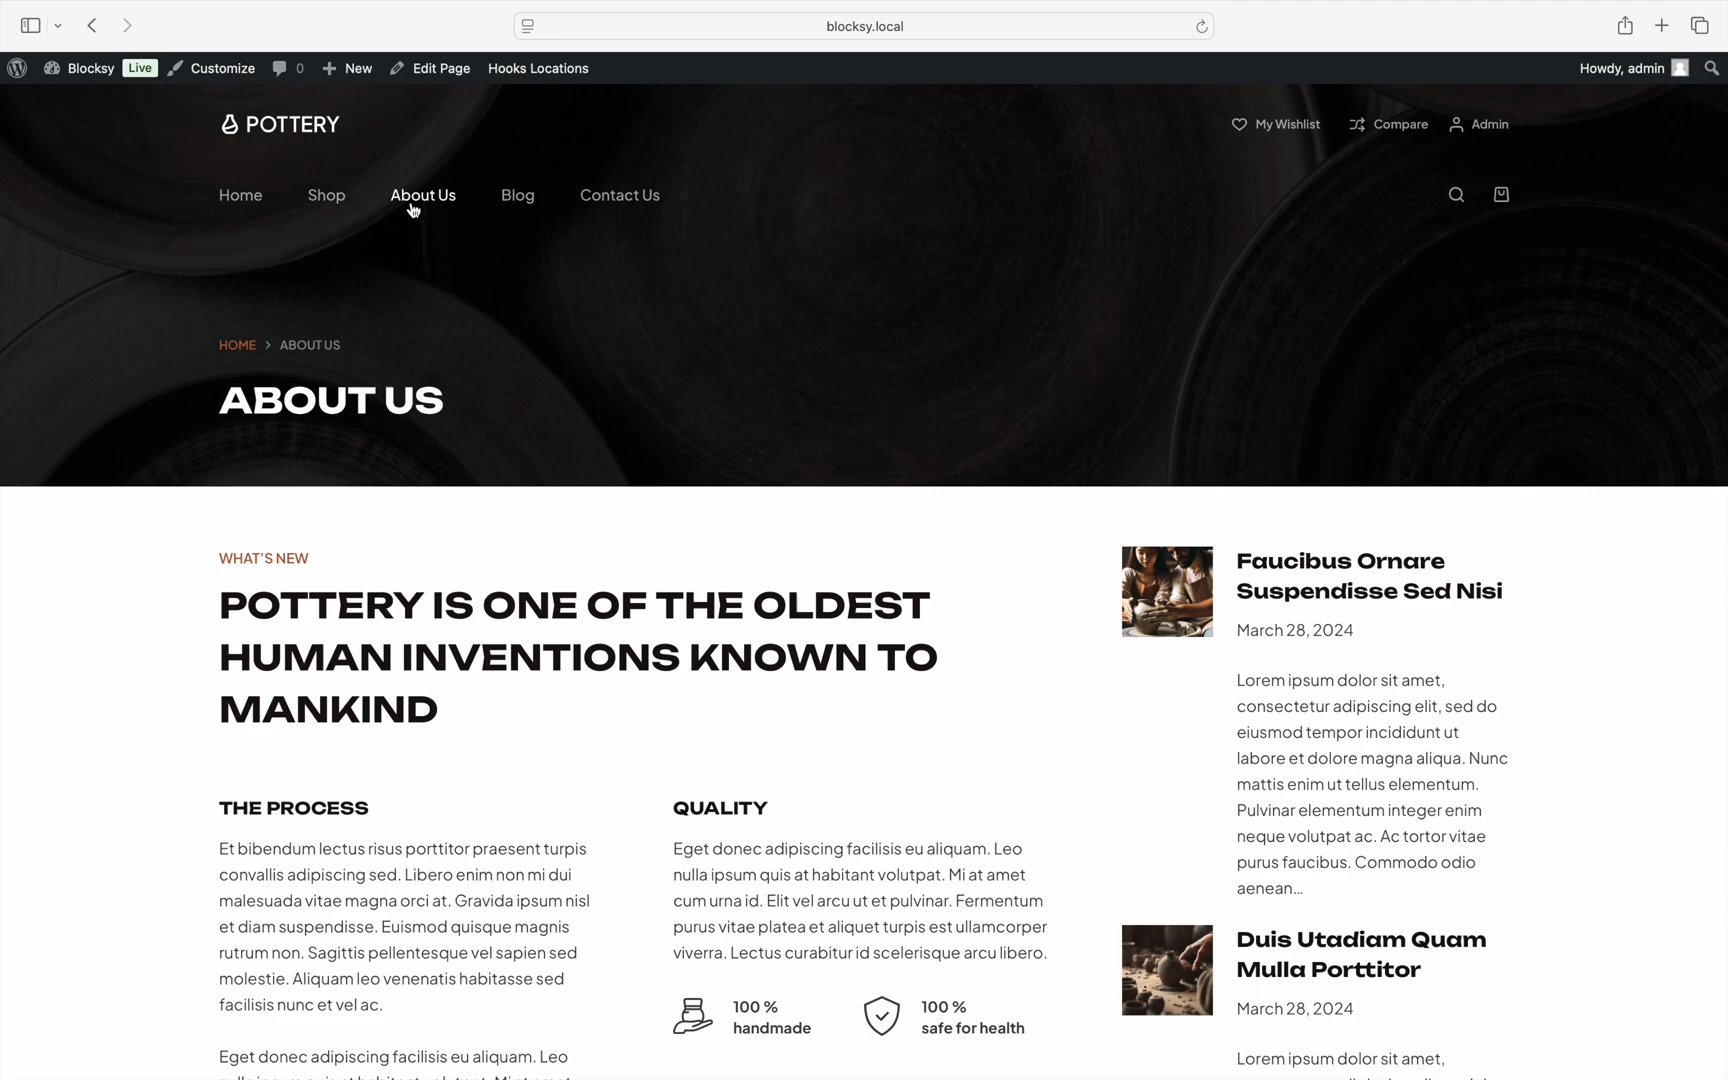 blocksy.local
Blocksy Live Customize 0 New Edit Page Hooks Locations Howdy, admin
POTTERY My Wishlist Compare Admin
Home Shop About Us Blog Contact Us
HOME > ABOUT US
ABOUT US
WHAT'S NEW
POTTERY IS ONE OF THE OLDEST
HUMAN INVENTIONS KNOWN TO
MANKIND
THE PROCESS
Et bibendum lectus risus porttitor praesent turpis
convallis adipiscing sed. Libero enim non mi dui
malesuada vitae magna orci at. Gravida ipsum nisl
et diam suspendisse. Euismod quisque magnis
rutrum non. Sagittis pellentesque vel sapien sed
molestie. Aliquam leo venenatis habitasse sed
facilisis nunc et vel ac.
Eget donec adipiscing facilisis eu aliquam. Leo
QUALITY
Eget donec adipiscing facilisis eu aliquam. Leo
nulla ipsum quis at habitant volutpat. Mi at amet
cum urna id. Elit vel arcu ut et pulvinar. Fermentum
purus vitae platea et aliquet turpis est ullamcorper
viverra. Lectus curabitur id scelerisque arcu libero.
100 %
handmade
100 %
safe for health
Faucibus Ornare
Suspendisse Sed Nisi
March 28, 2024
Lorem ipsum dolor sit amet,
consectetur adipiscing elit, sed do
eiusmod tempor incididunt ut
labore et dolore magna aliqua. Nunc
mattis enim ut tellus elementum.
Pulvinar elementum integer enim
neque volutpat ac. Ac tortor vitae
purus faucibus. Commodo odio
aenean…
Duis Utadiam Quam
Mulla Porttitor
March 28, 2024
Lorem ipsum dolor sit amet,